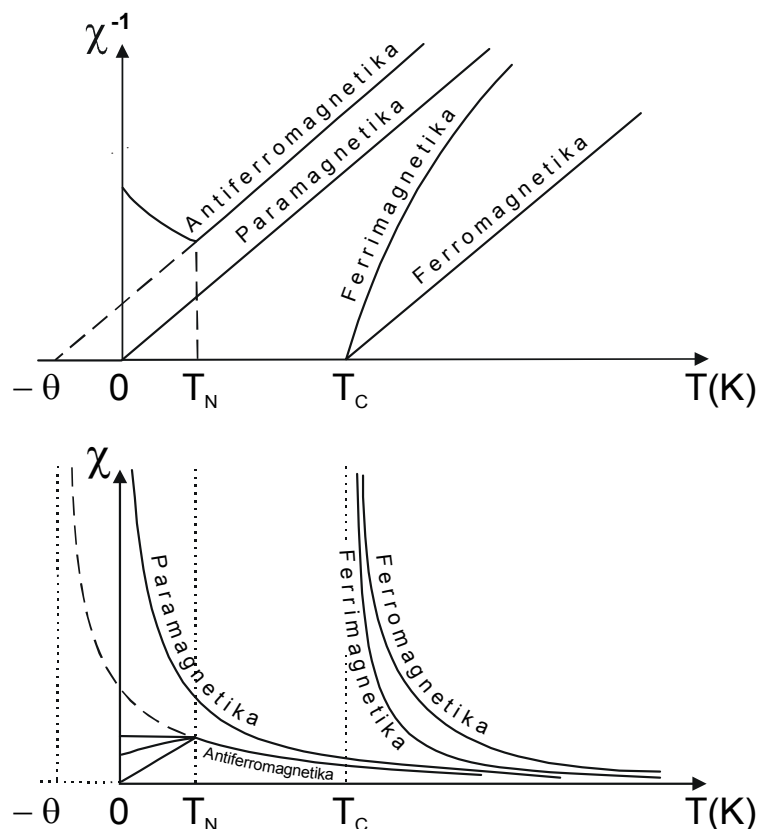 χ⁻¹
Antiferromagnetika
Paramagnetika
Ferrimagnetika
Ferromagnetika
– θ 0 T_N T_C T(K)
χ
Paramagnetika
Ferrimagnetika
Ferromagnetika
Antiferromagnetika
– θ 0 T_N T_C T(K)